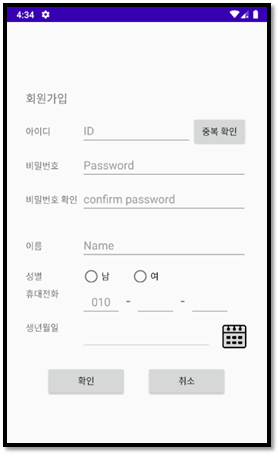 4:34
회원가입
아이디 ID 중복 확인
비밀번호 Password
비밀번호 확인 confirm password
이름 Name
성별 남 여
휴대전화 010 - -
생년월일
확인 취소